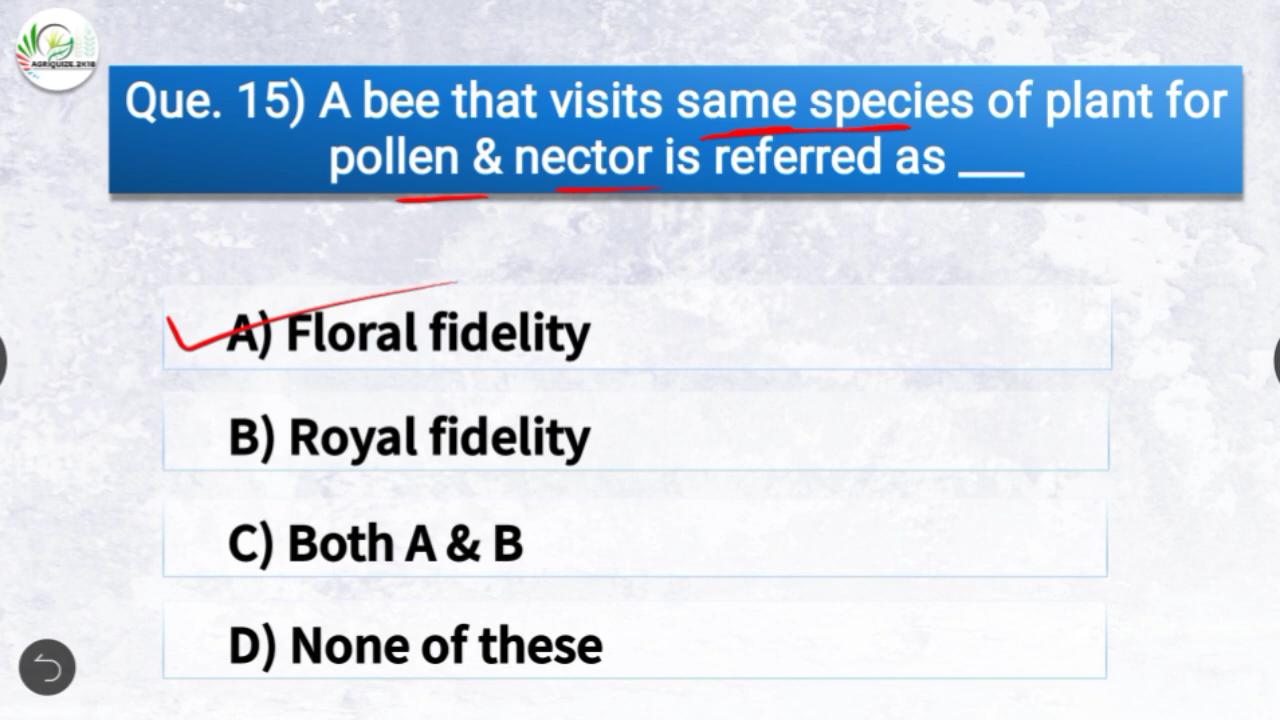 AGRIQUIZE.2K18
Que. 15) A bee that visits same species of plant for
pollen & nector is referred as ___
A) Floral fidelity
B) Royal fidelity
C) Both A & B
D) None of these